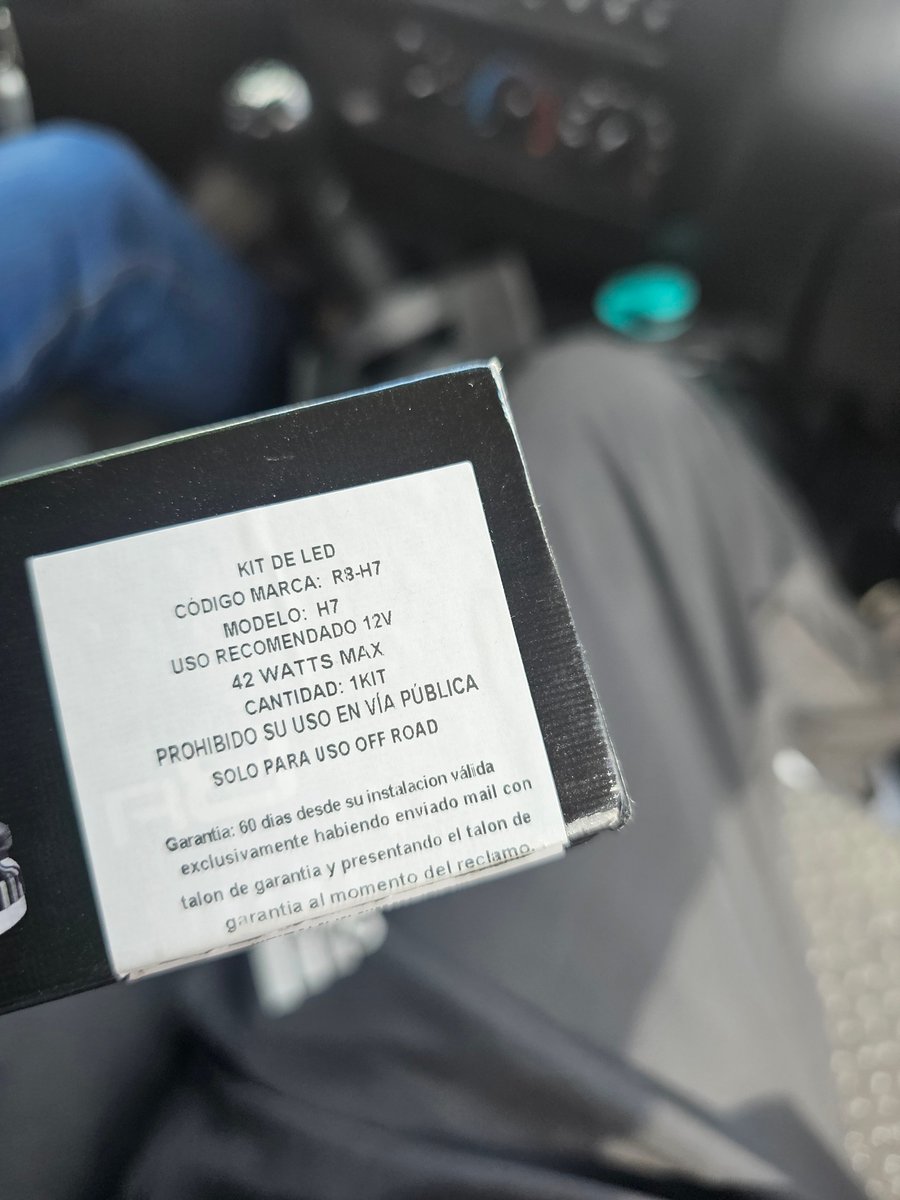 KIT DE LED
CÓDIGO MARCA: R8-H7
MODELO: H7
USO RECOMENDADO 12V
42 WATTS MAX
CANTIDAD: 1KIT
PROHIBIDO SU USO EN VÍA PÚBLICA
SOLO PARA USO OFF ROAD
Garantia: 60 dias desde su instalacion válida
exclusivamente habiendo enviado mail con
talon de garantia y presentando el talon de
garantia al momento del reclamo.